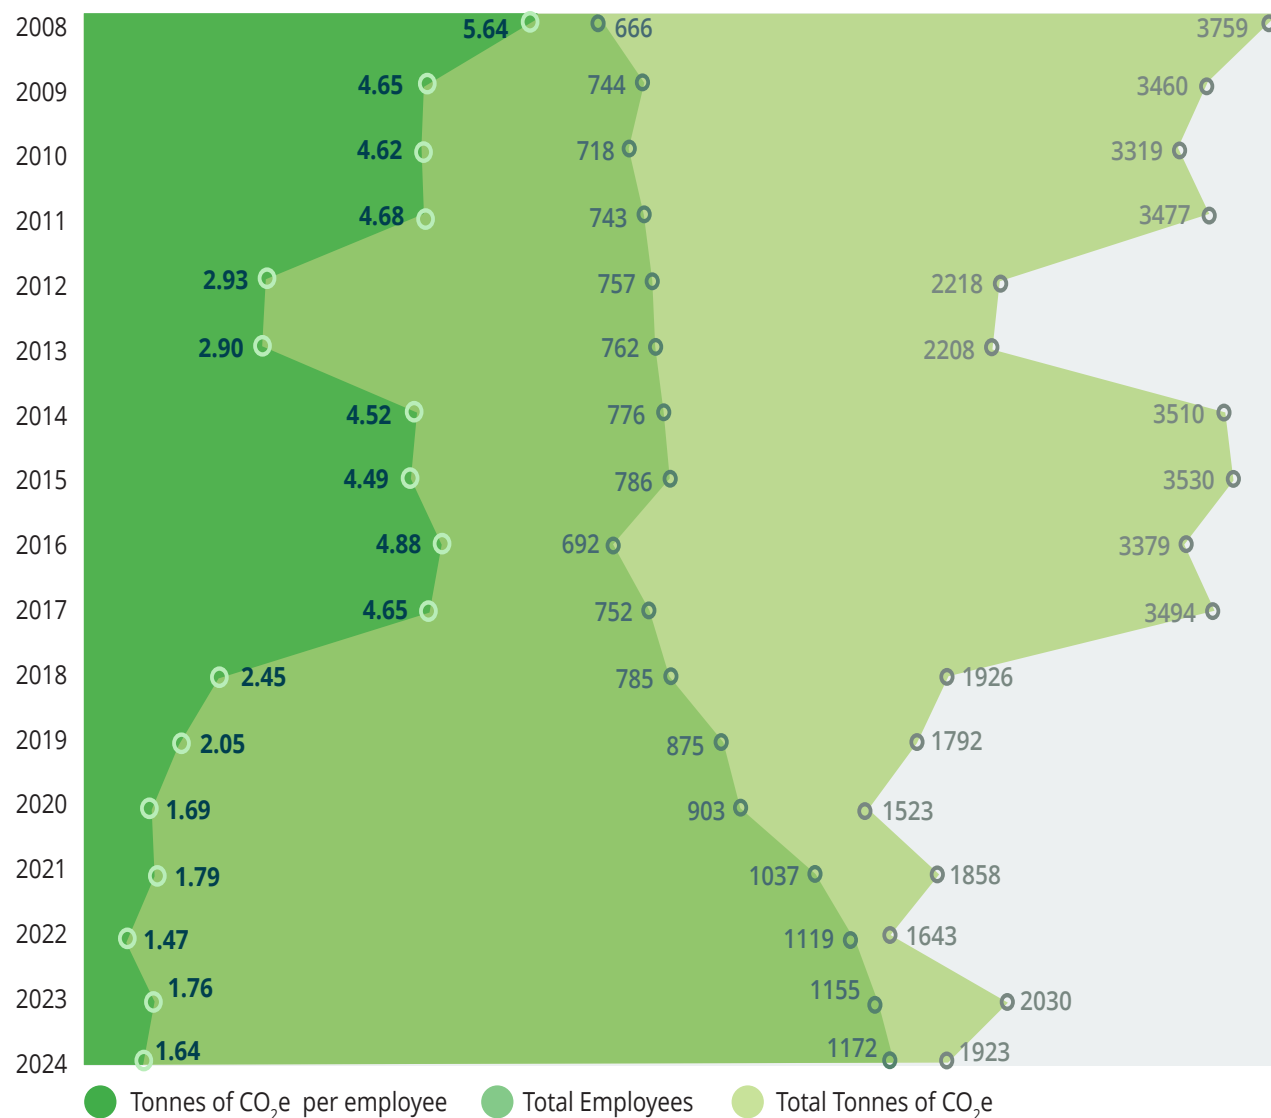 2008 5.64 666 3759
2009 4.65 744 3460
2010 4.62 718 3319
2011 4.68 743 3477
2012 2.93 757 2218
2013 2.90 762 2208
2014 4.52 776 3510
2015 4.49 786 3530
2016 4.88 692 3379
2017 4.65 752 3494
2018 2.45 785 1926
2019 2.05 875 1792
2020 1.69 903 1523
2021 1.79 1037 1858
2022 1.47 1119 1643
2023 1.76 1155 2030
2024 1.64 1172 1923
Tonnes of CO₂e per employee Total Employees Total Tonnes of CO₂e